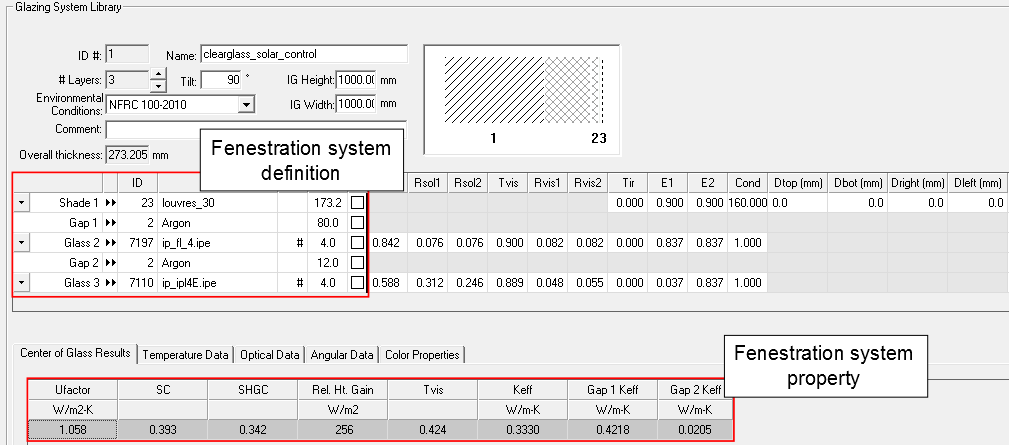 Glazing System Library
ID #: 1 Name: clearglass_solar_control
# Layers: 3 Tilt: 90 ° IG Height: 1000.00 mm
Environmental Conditions: NFRC 100-2010 IG Width: 1000.00 mm
Comment:
Overall thickness: 273.205 mm
1 23
Fenestration system
definition
ID Rsol1 Rsol2 Tvis Rvis1 Rvis2 Tir E1 E2 Cond Dtop (mm) Dbot (mm) Dright (mm) Dleft (mm)
Shade 1 23 louvres_30 173.2 0.000 0.900 0.900 160.000 0.0 0.0 0.0 0.0
Gap 1 2 Argon 80.0
Glass 2 7197 ip_fl_4.ipe # 4.0 0.842 0.076 0.076 0.900 0.082 0.082 0.000 0.837 0.837 1.000
Gap 2 2 Argon 12.0
Glass 3 7110 ip_ipl4E.ipe # 4.0 0.588 0.312 0.246 0.889 0.048 0.055 0.000 0.037 0.837 1.000
Center of Glass Results Temperature Data Optical Data Angular Data Color Properties
Fenestration system
property
Ufactor SC SHGC Rel. Ht. Gain Tvis Keff Gap 1 Keff Gap 2 Keff
W/m2-K W/m2 W/m-K W/m-K W/m-K
1.058 0.393 0.342 256 0.424 0.3330 0.4218 0.0205